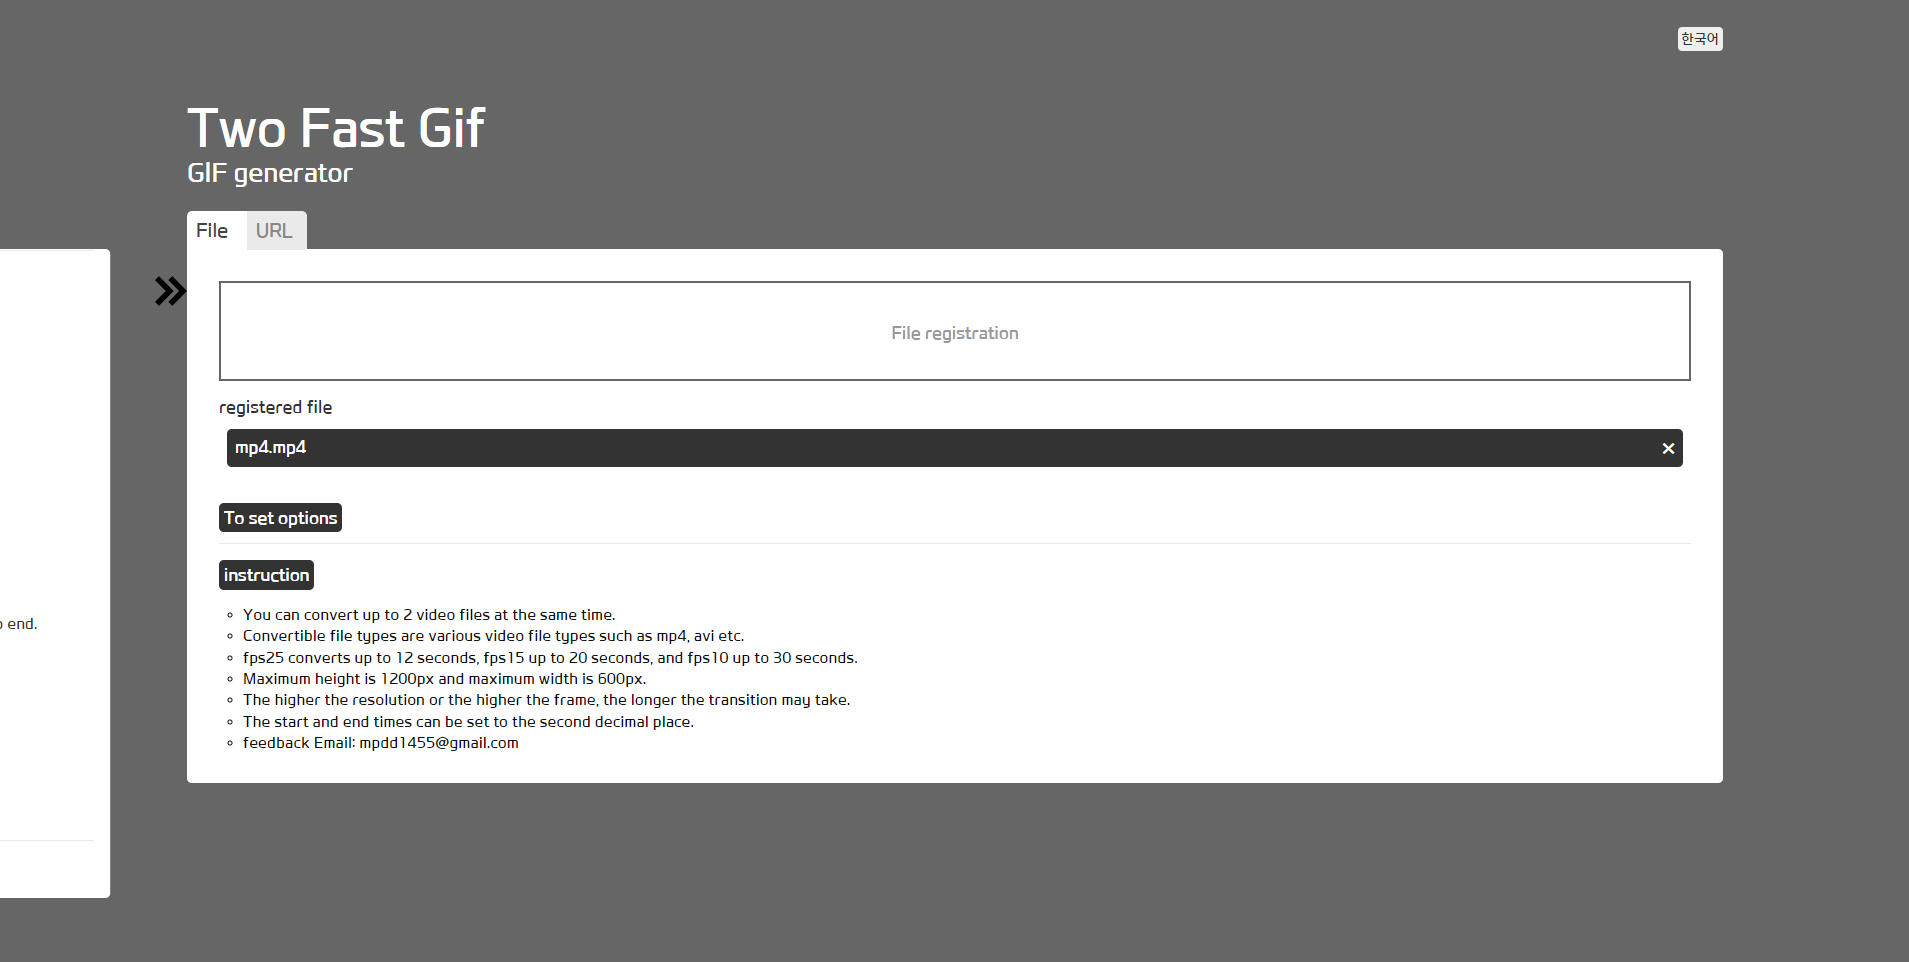 한국어
Two Fast Gif
GIF generator
File URL
File registration
registered file
mp4.mp4
To set options
instruction
You can convert up to 2 video files at the same time.
Convertible file types are various video file types such as mp4, avi etc.
end.
fps25 converts up to 12 seconds, fps15 up to 20 seconds, and fps10 up to 30 seconds.
Maximum height is 1200px and maximum width is 600px.
The higher the resolution or the higher the frame, the longer the transition may take.
The start and end times can be set to the second decimal place.
feedback Email: mpdd1455@gmail.com